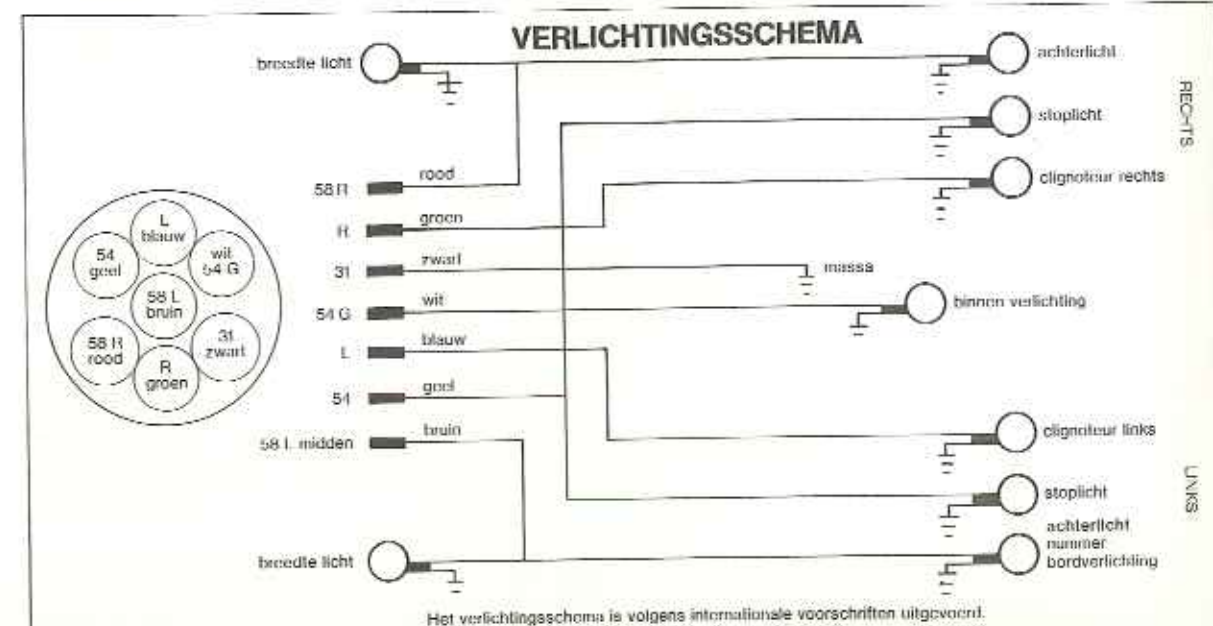 VERLICHTINGSSCHEMA
breedte licht
achterlicht
stoplicht
clignoteur rechts
RECHTS
58 R rood
R groen
31 zwart
massa
54 G wit
binnen verlichting
L blauw
54 geel
58 L midden bruin
clignoteur links
stoplicht
LINKS
breedte licht
achterlicht
nummer
bordverlichting
L
blauw
54
geel
wit
54 G
58 L
bruin
58 R
rood
31
zwart
R
groen
Het verlichtingsschema is volgens internationale voorschriften uitgevoerd.